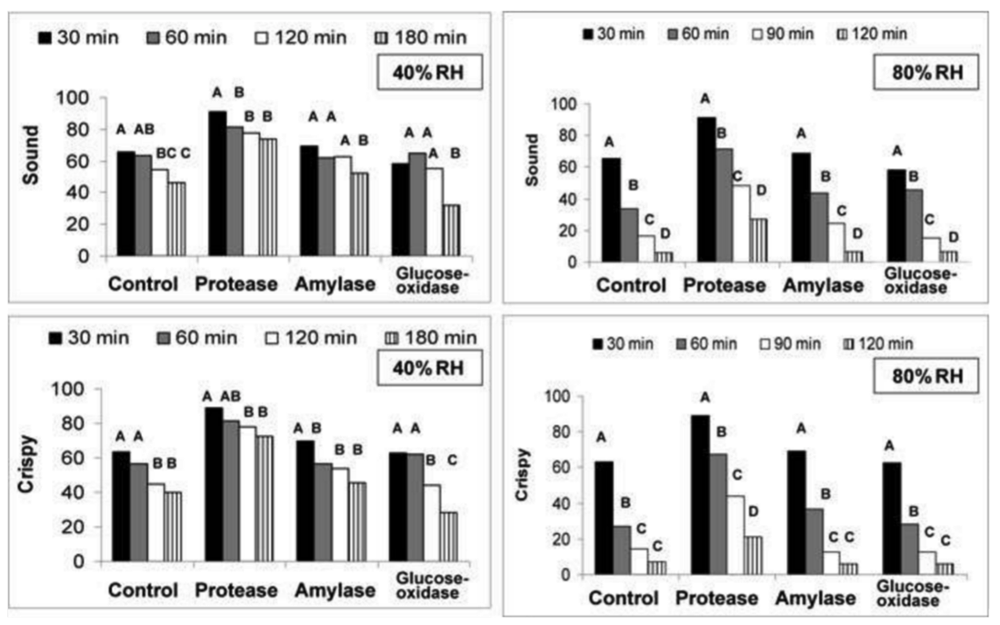 30 min 60 min 120 min 180 min
40% RH
Sound
100
80
60
40
20
0
A AB BC C
A B B B
A A A B
A A A B
Control Protease Amylase Glucose-
oxidase
30 min 60 min 90 min 120 min
80% RH
Sound
100
80
60
40
20
0
A B C D
A B C D
A B C D
A B C D
Control Protease Amylase Glucose-
oxidase
30 min 60 min 120 min 180 min
40% RH
Crispy
100
80
60
40
20
0
A A B B
A AB B B
A B B B
A A B C
Control Protease Amylase Glucose-
oxidase
30 min 60 min 90 min 120 min
80% RH
Crispy
100
80
60
40
20
0
A B C C
A B C D
A B C C
A B C C
Control Protease Amylase Glucose-
oxidase